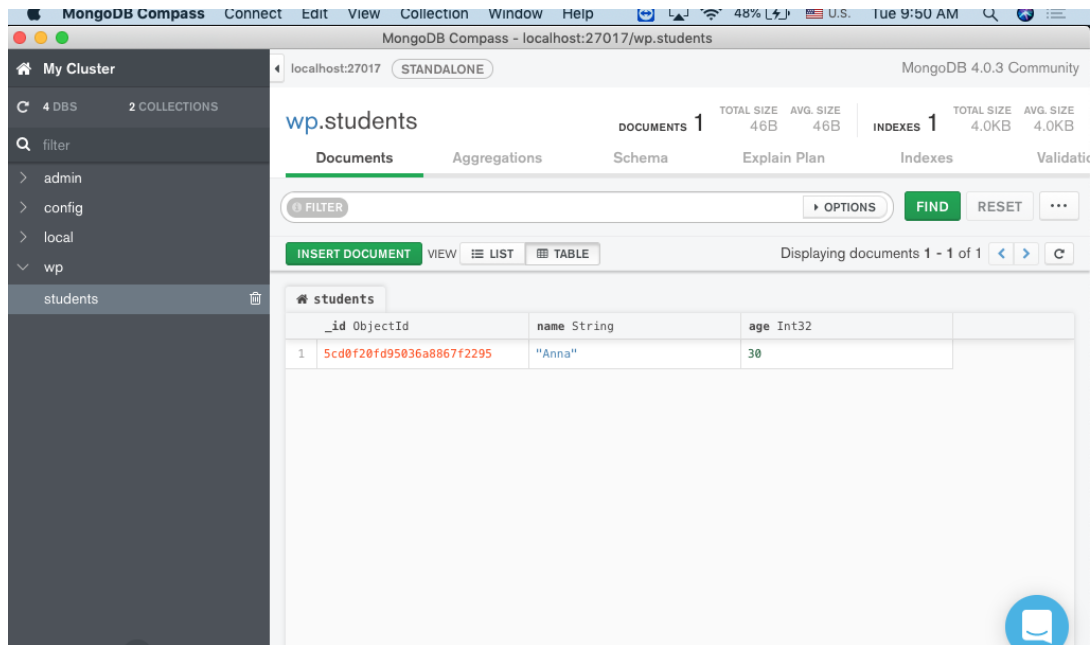 MongoDB Compass Connect Edit View Collection Window Help 48% U.S. Tue 9:50 AM
MongoDB Compass - localhost:27017/wp.students
My Cluster
4 DBS 2 COLLECTIONS
filter
admin
config
local
wp
students
localhost:27017 STANDALONE MongoDB 4.0.3 Community
wp.students
DOCUMENTS 1 TOTAL SIZE 46B AVG. SIZE 46B INDEXES 1 TOTAL SIZE 4.0KB AVG. SIZE 4.0KB
Documents Aggregations Schema Explain Plan Indexes Validatio
FILTER OPTIONS FIND RESET ...
INSERT DOCUMENT VIEW LIST TABLE Displaying documents 1 - 1 of 1
students
_id ObjectId name String age Int32
1 5cd0f20fd95036a8867f2295 "Anna" 30